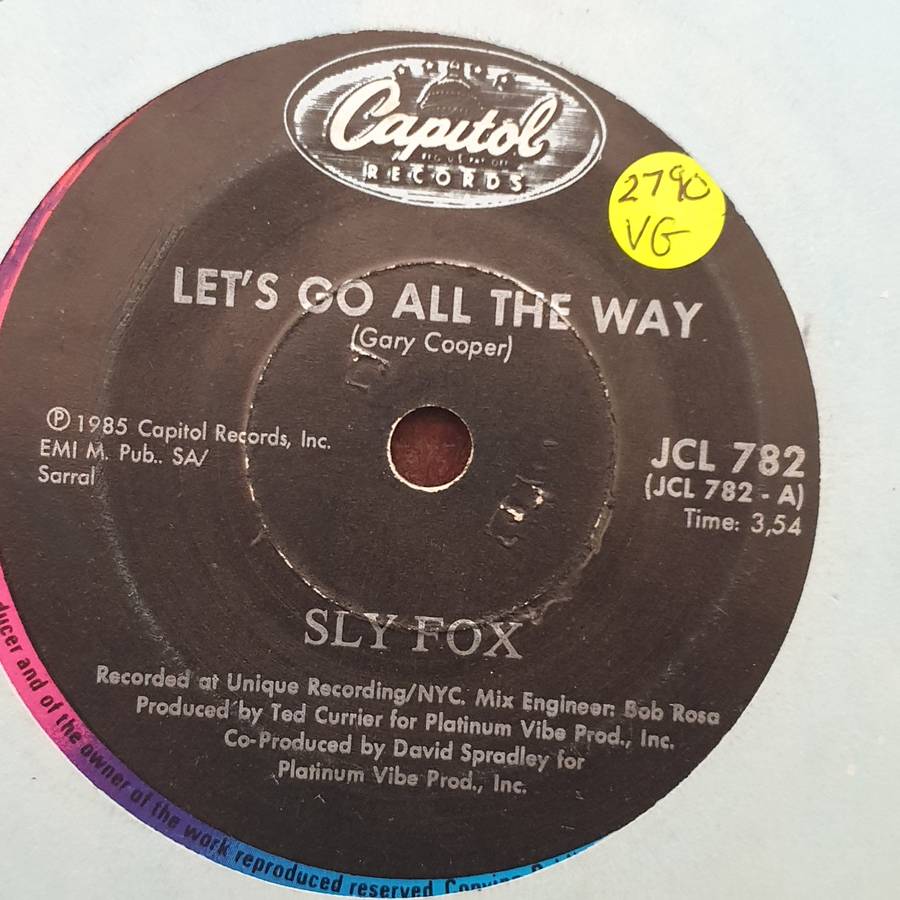 Capitol
REG. U.S. PAT. OFF.
RECORDS
2790
VG
LET'S GO ALL THE WAY
(Gary Cooper)
Ⓟ 1985 Capitol Records, Inc.
EMI M. Pub.. SA/
Sarral
JCL 782
(JCL 782 - A)
Time: 3,54
SLY FOX
Recorded at Unique Recording/NYC. Mix Engineer: Bob Rosa
Produced by Ted Currier for Platinum Vibe Prod., Inc.
Co-Produced by David Spradley for
Platinum Vibe Prod., Inc.
and of the owner of the work reproduced reserved